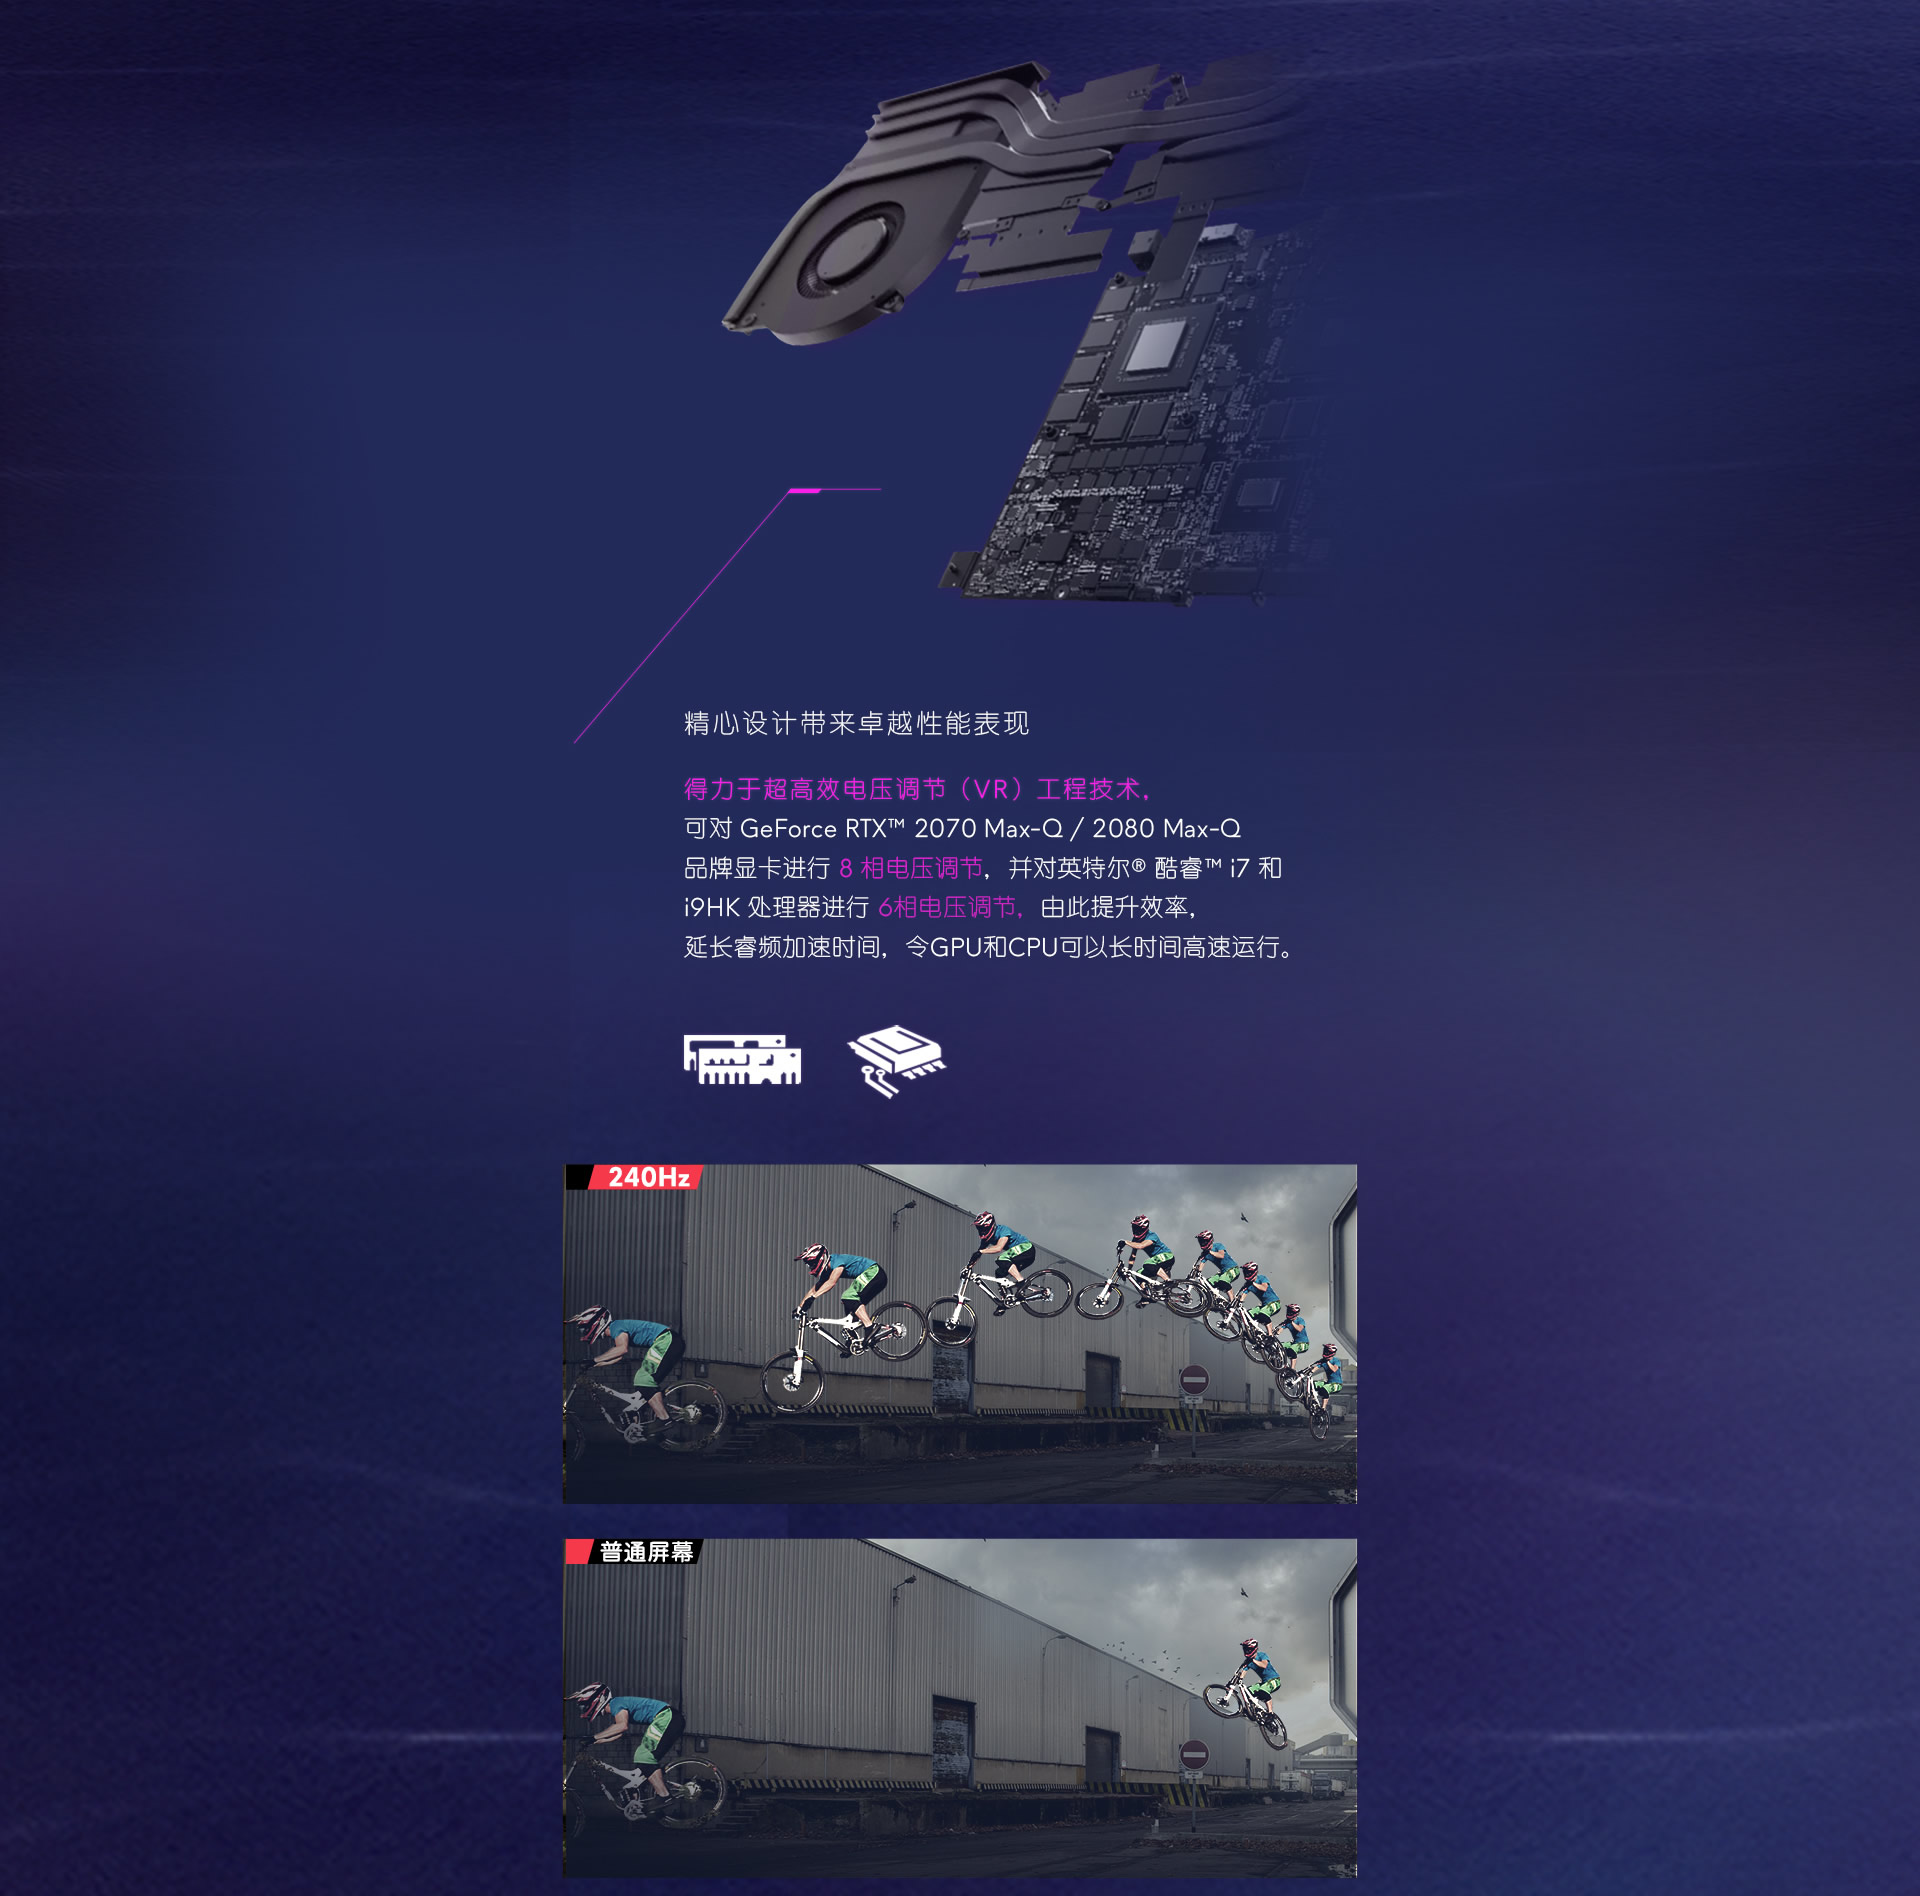 精心设计带来卓越性能表现
得力于超高效电压调节（VR）工程技术，
可对 GeForce RTX™ 2070 Max-Q / 2080 Max-Q
品牌显卡进行 8 相电压调节，并对英特尔® 酷睿™ i7 和
i9HK 处理器进行 6相电压调节，由此提升效率，
延长睿频加速时间，令GPU和CPU可以长时间高速运行。
240Hz
普通屏幕